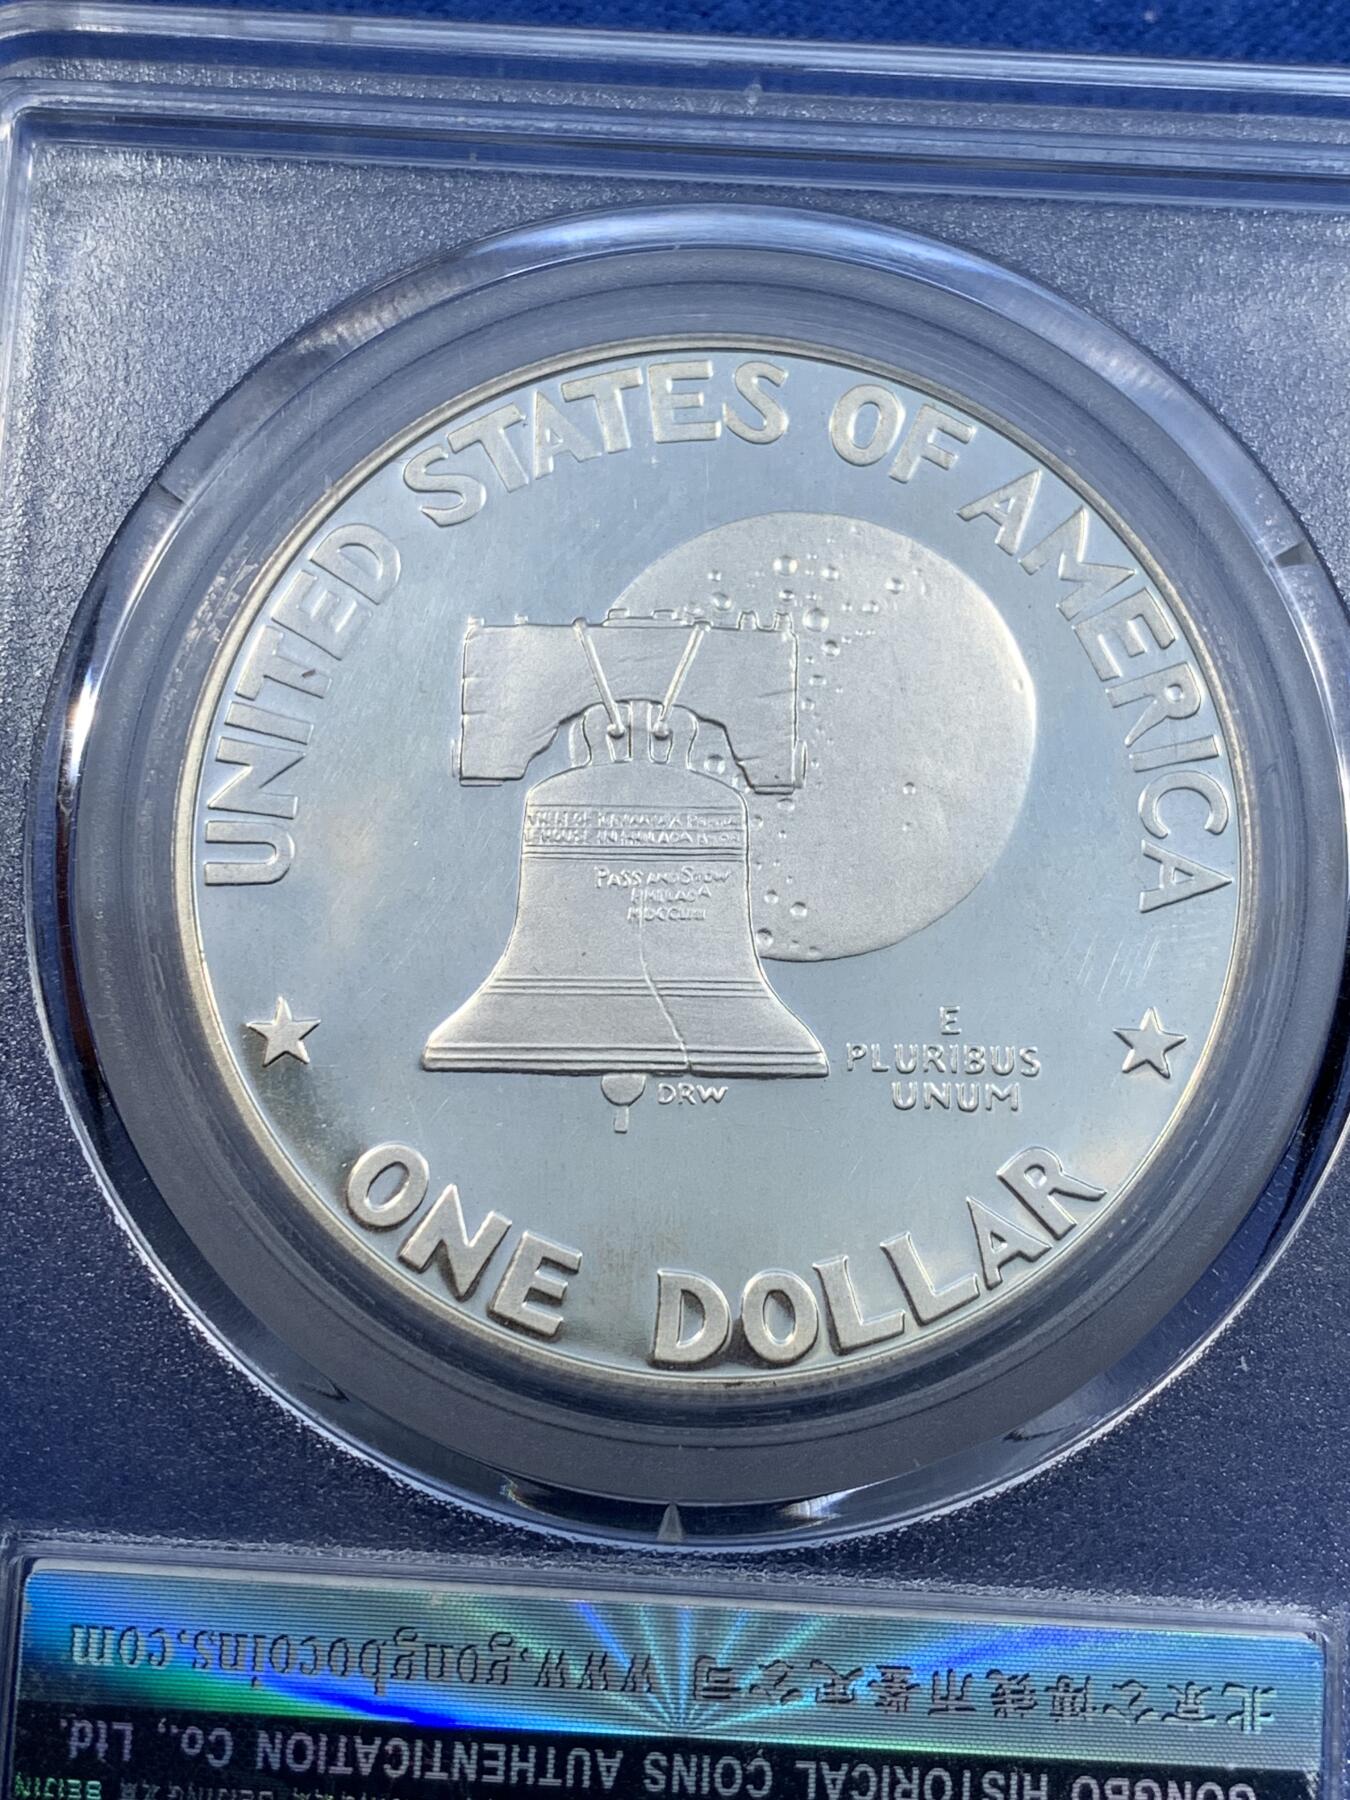 UNITED STATES OF AMERICA
PASS AND STOW
PHILADA
MDCCLIII
E
PLURIBUS
UNUM
DRW
ONE DOLLAR
北京公博钱币鉴定公司 www.gongbocoins.com
GONGBO HISTORICAL COINS AUTHENTICATION Co., Ltd.
BEIJING